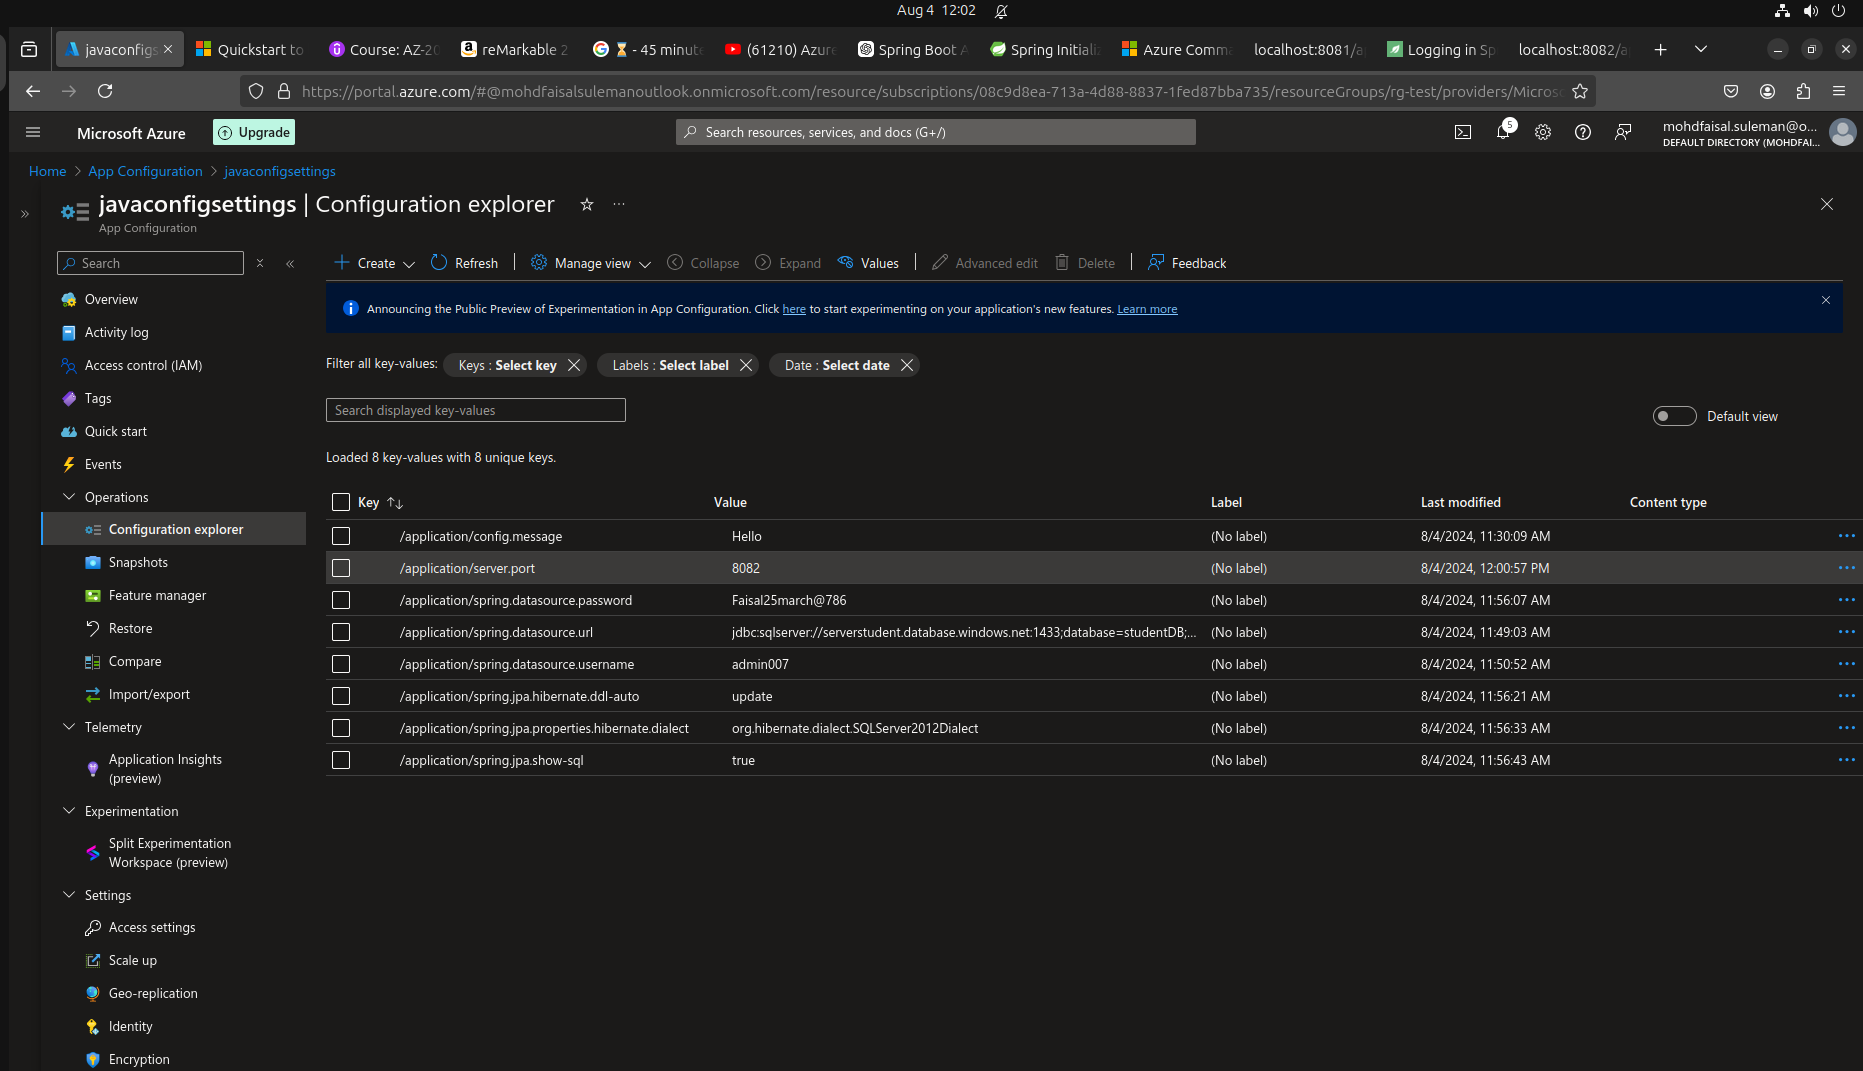 Aug 4 12:02
javaconfigs
Quickstart to
Course: AZ-20
reMarkable 2
- 45 minute
(61210) Azure
Spring Boot A
Spring Initializ
Azure Comma
localhost:8081/a
Logging in Sp
localhost:8082/a
https://portal.azure.com/#@mohdfaisalsulemanoutlook.onmicrosoft.com/resource/subscriptions/08c9d8ea-713a-4d88-8837-1fed87bba735/resourceGroups/rg-test/providers/Microso
Microsoft Azure
Upgrade
Search resources, services, and docs (G+/)
5
mohdfaisal.suleman@o...
DEFAULT DIRECTORY (MOHDFAI...
Home > App Configuration > javaconfigsettings
javaconfigsettings | Configuration explorer
App Configuration
Search
Create
Refresh
Manage view
Collapse
Expand
Values
Advanced edit
Delete
Feedback
Overview
Activity log
Access control (IAM)
Tags
Quick start
Events
Operations
Configuration explorer
Snapshots
Feature manager
Restore
Compare
Import/export
Telemetry
Application Insights
(preview)
Experimentation
Split Experimentation
Workspace (preview)
Settings
Access settings
Scale up
Geo-replication
Identity
Encryption
Announcing the Public Preview of Experimentation in App Configuration. Click here to start experimenting on your application's new features. Learn more
Filter all key-values: Keys : Select key Labels : Select label Date : Select date
Search displayed key-values
Default view
Loaded 8 key-values with 8 unique keys.
Key Value Label Last modified Content type
/application/config.message Hello (No label) 8/4/2024, 11:30:09 AM
/application/server.port 8082 (No label) 8/4/2024, 12:00:57 PM
/application/spring.datasource.password Faisal25march@786 (No label) 8/4/2024, 11:56:07 AM
/application/spring.datasource.url jdbc:sqlserver://serverstudent.database.windows.net:1433;database=studentDB;... (No label) 8/4/2024, 11:49:03 AM
/application/spring.datasource.username admin007 (No label) 8/4/2024, 11:50:52 AM
/application/spring.jpa.hibernate.ddl-auto update (No label) 8/4/2024, 11:56:21 AM
/application/spring.jpa.properties.hibernate.dialect org.hibernate.dialect.SQLServer2012Dialect (No label) 8/4/2024, 11:56:33 AM
/application/spring.jpa.show-sql true (No label) 8/4/2024, 11:56:43 AM